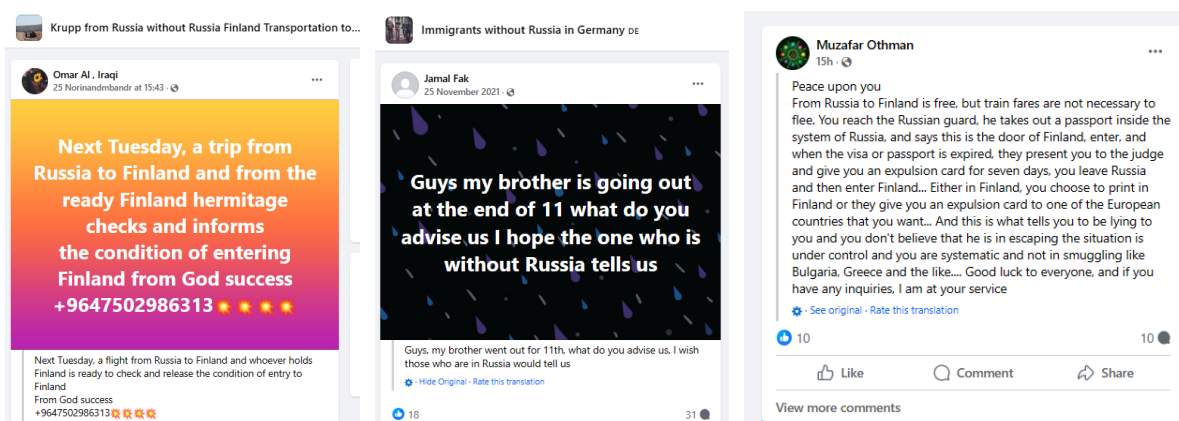 Krupp from Russia without Russia Finland Transportation to...
Omar Al , Iraqi
25 Norinandmbandr at 15:43 ·
Next Tuesday, a trip from
Russia to Finland and from the
ready Finland hermitage
checks and informs
the condition of entering
Finland from God success
+9647502986313💥💥💥💥
Next Tuesday, a flight from Russia to Finland and whoever holds
Finland is ready to check and release the condition of entry to
Finland
From God success
+9647502986313💥💥💥💥
Immigrants without Russia in Germany DE
Jamal Fak
25 November 2021 ·
Guys my brother is going out
at the end of 11 what do you
advise us I hope the one who is
without Russia tells us
Guys, my brother went out for 11th, what do you advise us, I wish
those who are in Russia would tell us
· Hide Original · Rate this translation
18
31
Muzafar Othman
15h ·
Peace upon you
From Russia to Finland is free, but train fares are not necessary to
flee. You reach the Russian guard, he takes out a passport inside the
system of Russia, and says this is the door of Finland, enter, and
when the visa or passport is expired, they present you to the judge
and give you an expulsion card for seven days, you leave Russia
and then enter Finland... Either in Finland, you choose to print in
Finland or they give you an expulsion card to one of the European
countries that you want... And this is what tells you to be lying to
you and you don't believe that he is in escaping the situation is
under control and you are systematic and not in smuggling like
Bulgaria, Greece and the like.... Good luck to everyone, and if you
have any inquiries, I am at your service
· See original · Rate this translation
10
10
Like
Comment
Share
View more comments